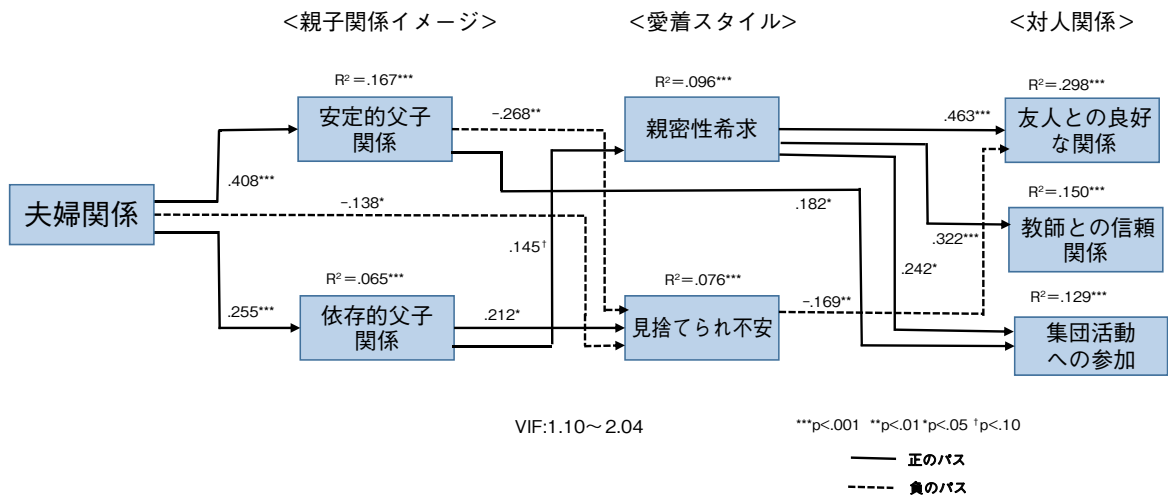 <親子関係イメージ>
<愛着スタイル>
<対人関係>
R²＝.167***
R²＝.096***
R²＝.298***
安定的父子
関係
-.268**
親密性希求
.463***
友人との良好
な関係
.408***
R²＝.150***
夫婦関係
-.138*
.182*
教師との信頼
関係
.145†
.322***
.242*
R²＝.065***
R²＝.076***
R²＝.129***
.255***
依存的父子
関係
.212*
見捨てられ不安
-.169**
集団活動
への参加
VIF:1.10～2.04
***p<.001 **p<.01 *p<.05 †p<.10
正のパス
負のパス